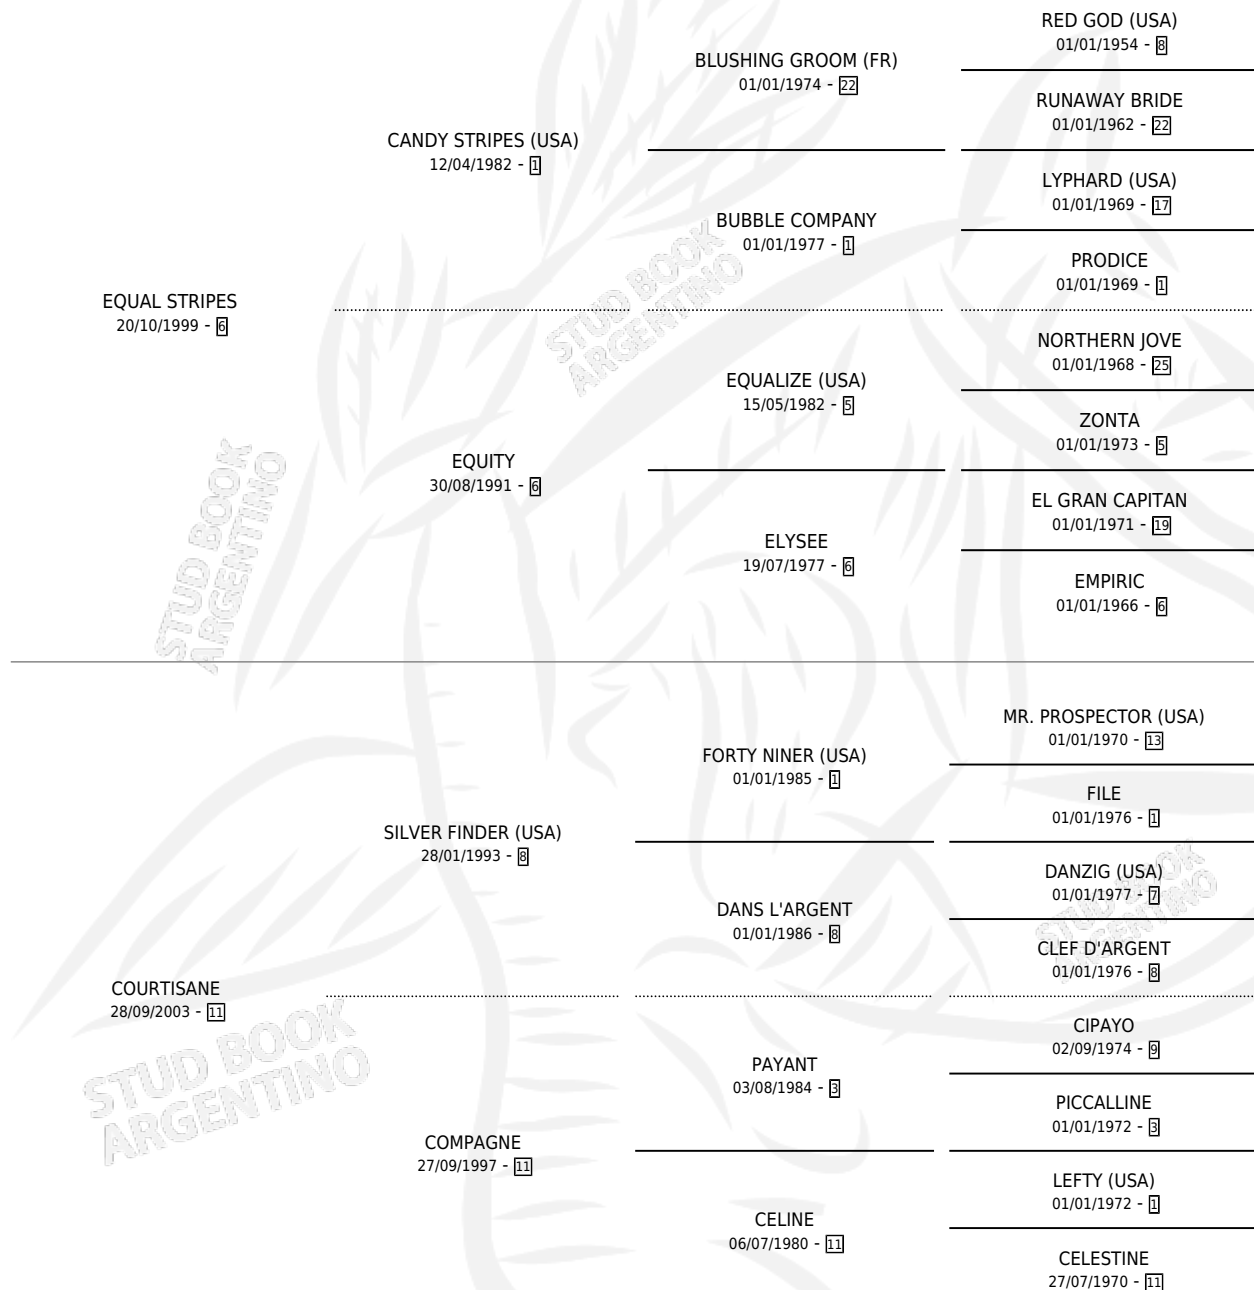 RED GOD (USA)
01/01/1954 - 8
BLUSHING GROOM (FR)
01/01/1974 - 22
RUNAWAY BRIDE
01/01/1962 - 22
CANDY STRIPES (USA)
12/04/1982 - 1
LYPHARD (USA)
01/01/1969 - 17
BUBBLE COMPANY
01/01/1977 - 1
PRODICE
01/01/1969 - 1
EQUAL STRIPES
20/10/1999 - 6
STUD BOOK
ARGENTINO
NORTHERN JOVE
01/01/1968 - 25
EQUALIZE (USA)
15/05/1982 - 5
ZONTA
01/01/1973 - 5
EQUITY
30/08/1991 - 6
EL GRAN CAPITAN
01/01/1971 - 19
ELYSEE
19/07/1977 - 6
EMPIRIC
01/01/1966 - 6
STUD BOOK
ARGENTINO
MR. PROSPECTOR (USA)
01/01/1970 - 13
FORTY NINER (USA)
01/01/1985 - 1
FILE
01/01/1976 - 1
SILVER FINDER (USA)
28/01/1993 - 8
DANZIG (USA)
01/01/1977 - 7
DANS L'ARGENT
01/01/1986 - 8
STUD BOOK
ARGENTINO
CLEF D'ARGENT
01/01/1976 - 8
COURTISANE
28/09/2003 - 11
CIPAYO
02/09/1974 - 9
STUD BOOK
ARGENTINO
PAYANT
03/08/1984 - 3
PICCALLINE
01/01/1972 - 3
COMPAGNE
27/09/1997 - 11
LEFTY (USA)
01/01/1972 - 1
CELINE
06/07/1980 - 11
CELESTINE
27/07/1970 - 11